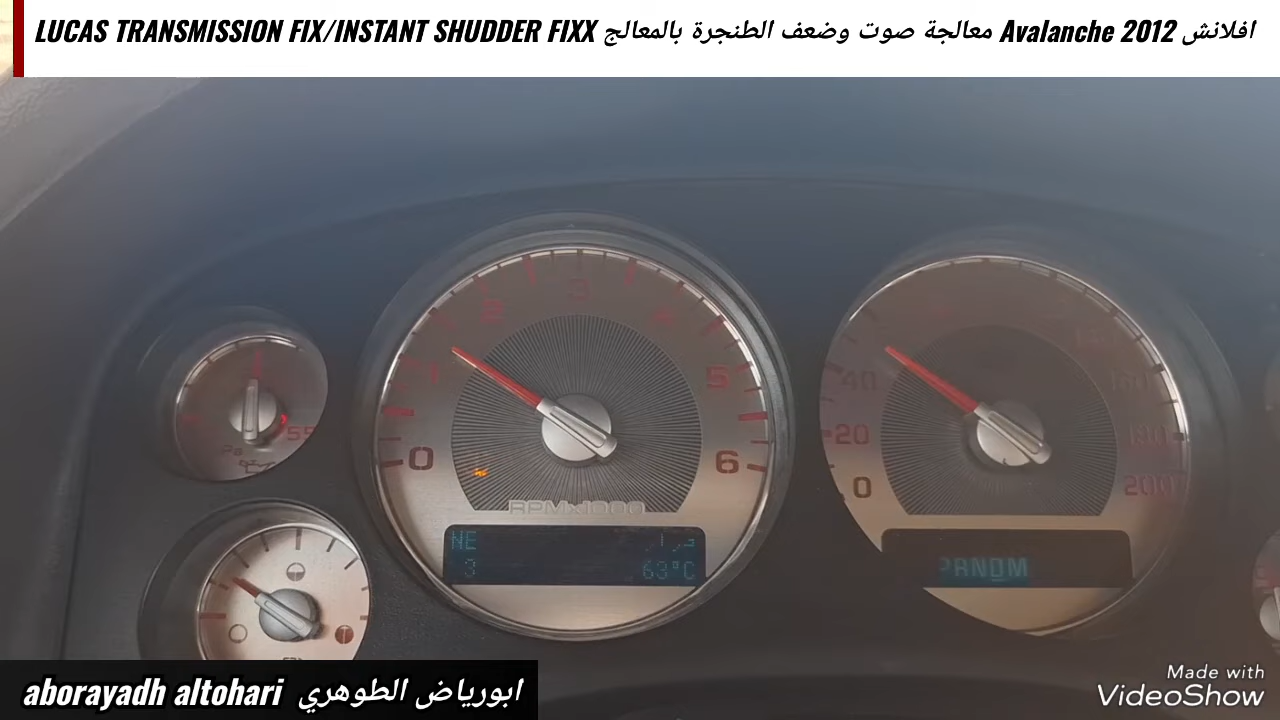 افلانش Avalanche 2012 معالجة صوت وضعف الطنجرة بالمعالج LUCAS TRANSMISSION FIX/INSTANT SHUDDER FIXX
1
2
3
4
5
0
6
RPMx1000
NE
3
63°C
55
20
40
0
160
180
200
PRNDM
aborayadh altohari ابورياض الطوهري
Made with
VideoShow